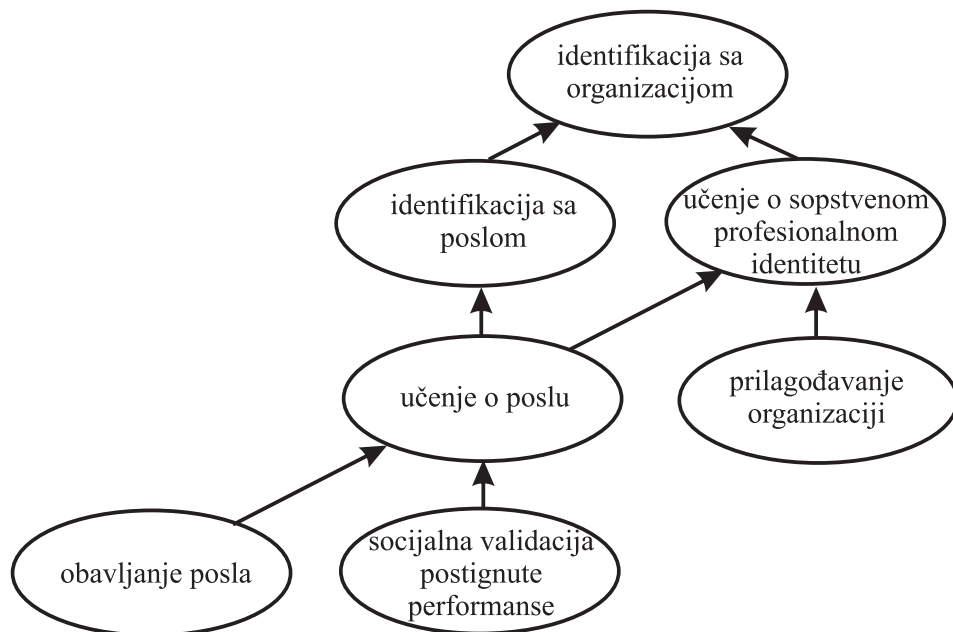 identifikacija sa
organizacijom
identifikacija sa
poslom
učenje o sopstvenom
profesionalnom
identitetu
učenje o poslu
prilagođavanje
organizaciji
obavljanje posla
socijalna validacija
postignute
performanse